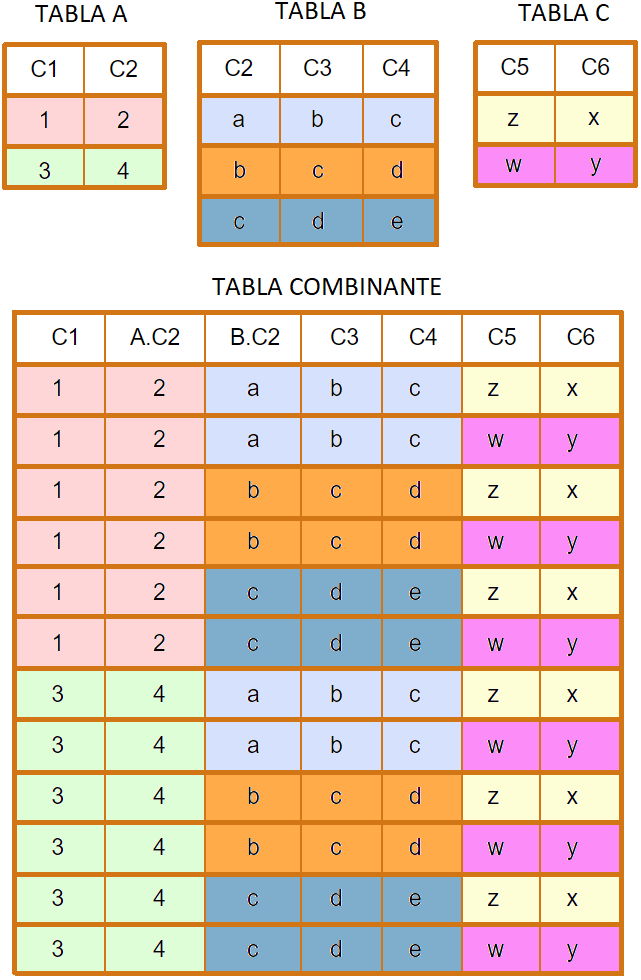 TABLA A
C1 C2
1 2
3 4
TABLA B
C2 C3 C4
a b c
b c d
c d e
TABLA C
C5 C6
z x
w y
TABLA COMBINANTE
C1 A.C2 B.C2 C3 C4 C5 C6
1 2 a b c z x
1 2 a b c w y
1 2 b c d z x
1 2 b c d w y
1 2 c d e z x
1 2 c d e w y
3 4 a b c z x
3 4 a b c w y
3 4 b c d z x
3 4 b c d w y
3 4 c d e z x
3 4 c d e w y